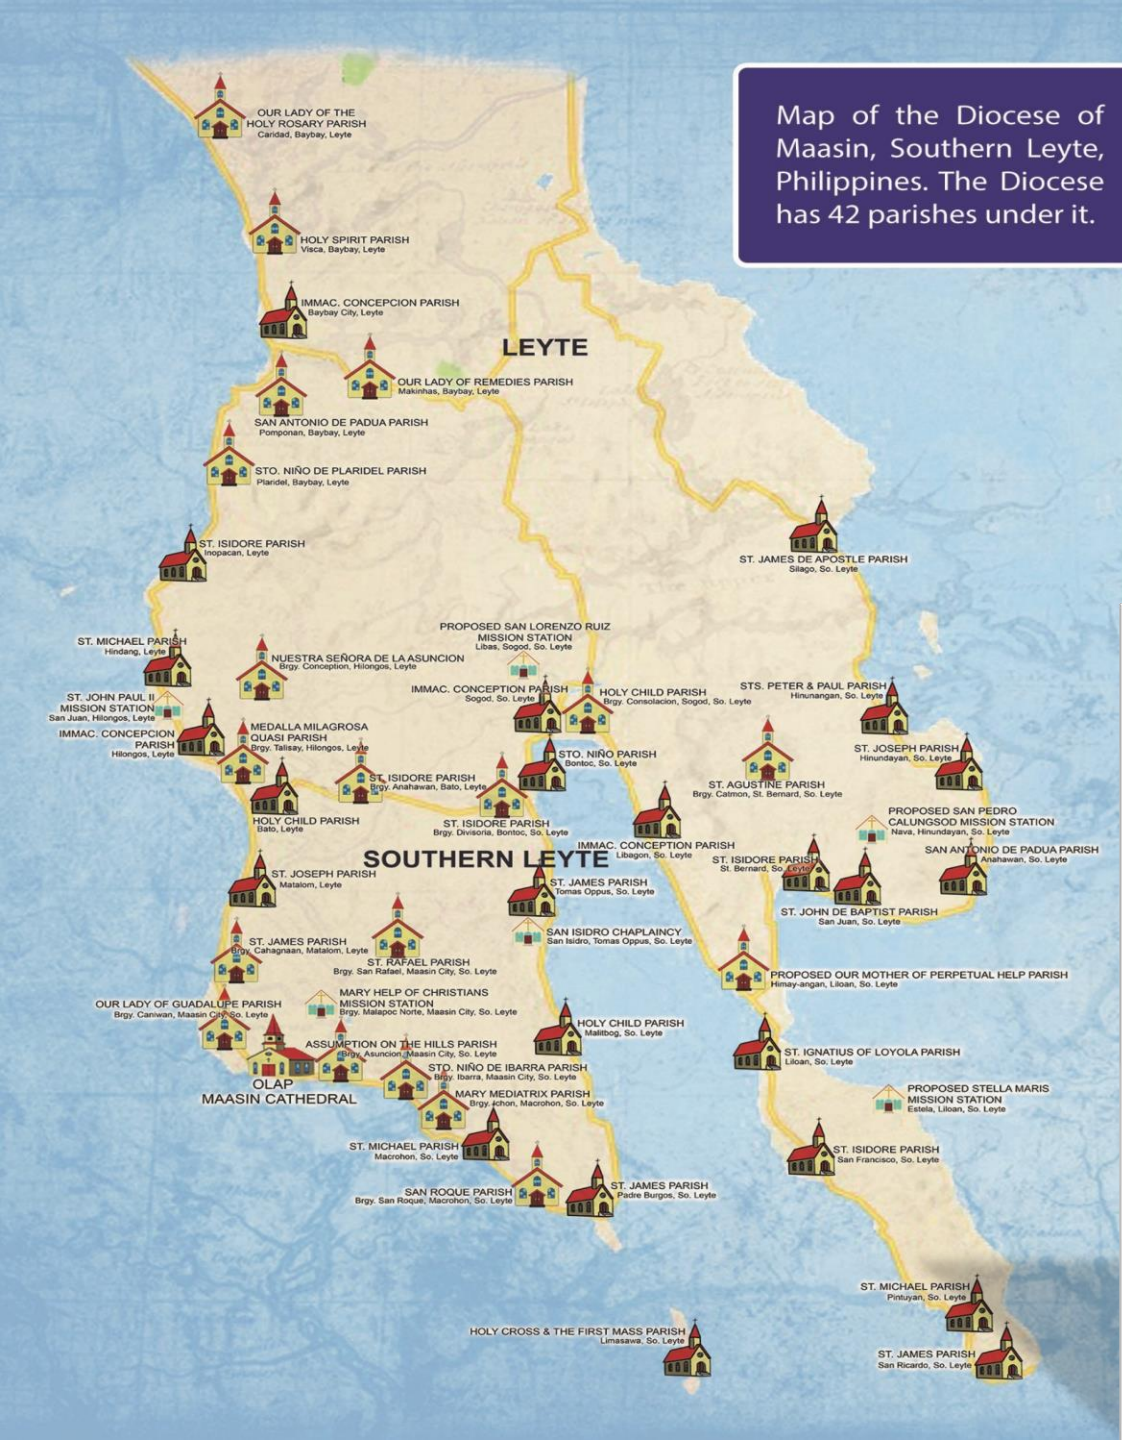 Map of the Diocese of
Maasin, Southern Leyte,
Philippines. The Diocese
has 42 parishes under it.
OUR LADY OF THE
HOLY ROSARY PARISH
Caridad, Baybay, Leyte
HOLY SPIRIT PARISH
Visca, Baybay, Leyte
IMMAC. CONCEPCION PARISH
Baybay City, Leyte
LEYTE
OUR LADY OF REMEDIES PARISH
Makinhas, Baybay, Leyte
SAN ANTONIO DE PADUA PARISH
Pomponan, Baybay, Leyte
STO. NIÑO DE PLARIDEL PARISH
Plaridel, Baybay, Leyte
ST. ISIDORE PARISH
Inopacan, Leyte
ST. JAMES DE APOSTLE PARISH
Silago, So. Leyte
PROPOSED SAN LORENZO RUIZ
MISSION STATION
Libas, Sogod, So. Leyte
ST. MICHAEL PARISH
Hindang, Leyte
NUESTRA SEÑORA DE LA ASUNCION
Brgy. Conception, Hilongos, Leyte
IMMAC. CONCEPTION PARISH
Sogod, So. Leyte
HOLY CHILD PARISH
Brgy. Consolacion, Sogod, So. Leyte
STS. PETER & PAUL PARISH
Hinunangan, So. Leyte
ST. JOHN PAUL II
MISSION STATION
San Juan, Hilongos, Leyte
IMMAC. CONCEPCION
PARISH
Hilongos, Leyte
MEDALLA MILAGROSA
QUASI PARISH
Brgy. Talisay, Hilongos, Leyte
STO. NIÑO PARISH
Bontoc, So. Leyte
ST. JOSEPH PARISH
Hinundayan, So. Leyte
ST. ISIDORE PARISH
Brgy. Anahawan, Bato, Leyte
ST. AGUSTINE PARISH
Brgy. Catmon, St. Bernard, So. Leyte
HOLY CHILD PARISH
Bato, Leyte
ST. ISIDORE PARISH
Brgy. Divisoria, Bontoc, So. Leyte
PROPOSED SAN PEDRO
CALUNGSOD MISSION STATION
Nava, Hinundayan, So. Leyte
IMMAC. CONCEPTION PARISH
Libagon, So. Leyte
SAN ANTONIO DE PADUA PARISH
Anahawan, So. Leyte
SOUTHERN LEYTE
ST. ISIDORE PARISH
St. Bernard, So. Leyte
ST. JOSEPH PARISH
Matalom, Leyte
ST. JAMES PARISH
Tomas Oppus, So. Leyte
ST. JOHN DE BAPTIST PARISH
San Juan, So. Leyte
SAN ISIDRO CHAPLAINCY
San Isidro, Tomas Oppus, So. Leyte
ST. JAMES PARISH
Brgy. Cahagnaan, Matalom, Leyte
ST. RAFAEL PARISH
Brgy. San Rafael, Maasin City, So. Leyte
PROPOSED OUR MOTHER OF PERPETUAL HELP PARISH
Himay-angan, Liloan, So. Leyte
MARY HELP OF CHRISTIANS
MISSION STATION
Brgy. Malapoc Norte, Maasin City, So. Leyte
OUR LADY OF GUADALUPE PARISH
Brgy. Caniwan, Maasin City, So. Leyte
HOLY CHILD PARISH
Malitbog, So. Leyte
ASSUMPTION ON THE HILLS PARISH
Brgy. Asuncion, Maasin City, So. Leyte
ST. IGNATIUS OF LOYOLA PARISH
Liloan, So. Leyte
STO. NIÑO DE IBARRA PARISH
Brgy. Ibarra, Maasin City, So. Leyte
OLAP
MAASIN CATHEDRAL
MARY MEDIATRIX PARISH
Brgy. Ichon, Macrohon, So. Leyte
PROPOSED STELLA MARIS
MISSION STATION
Estela, Liloan, So. Leyte
ST. MICHAEL PARISH
Macrohon, So. Leyte
ST. ISIDORE PARISH
San Francisco, So. Leyte
SAN ROQUE PARISH
Brgy. San Roque, Macrohon, So. Leyte
ST. JAMES PARISH
Padre Burgos, So. Leyte
ST. MICHAEL PARISH
Pintuyan, So. Leyte
HOLY CROSS & THE FIRST MASS PARISH
Limasawa, So. Leyte
ST. JAMES PARISH
San Ricardo, So. Leyte